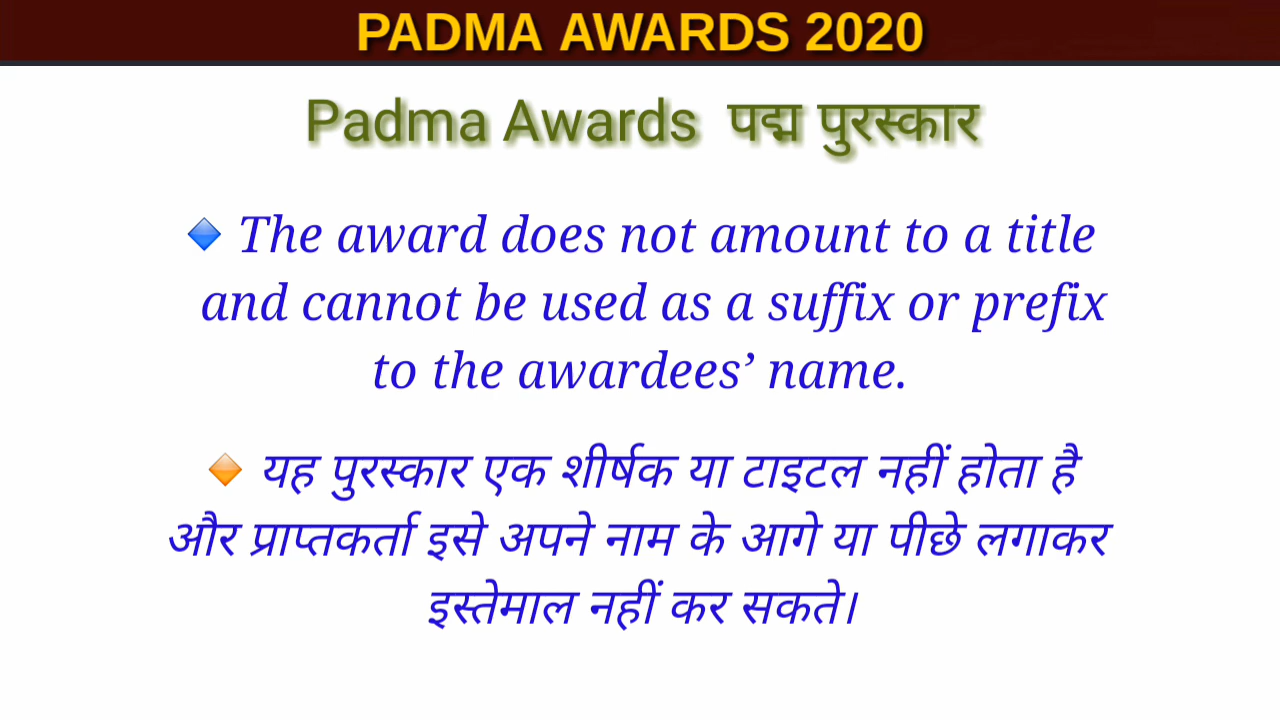 PADMA AWARDS 2020
Padma Awards पद्म पुरस्कार
🔹 The award does not amount to a title
and cannot be used as a suffix or prefix
to the awardees’ name.
🔸 यह पुरस्कार एक शीर्षक या टाइटल नहीं होता है
और प्राप्तकर्ता इसे अपने नाम के आगे या पीछे लगाकर
इस्तेमाल नहीं कर सकते।